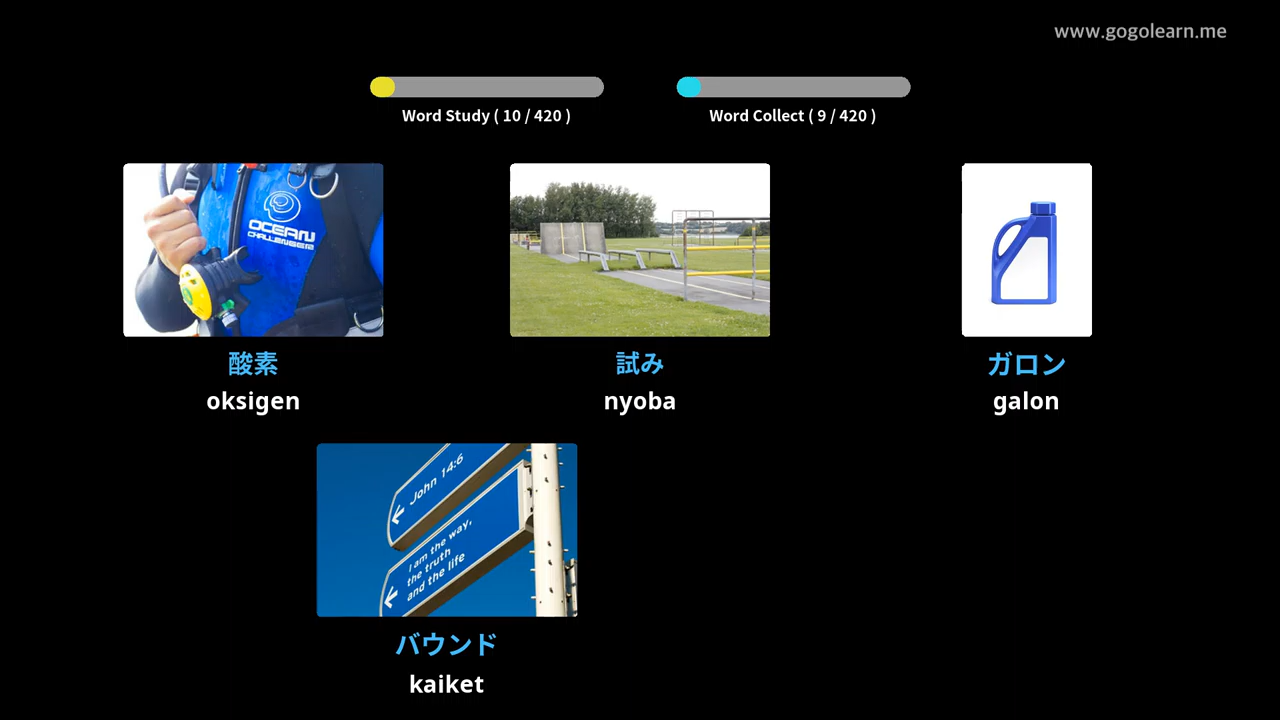 www.gogolearn.me
Word Study ( 10 / 420 )
Word Collect ( 9 / 420 )
OCEAN
CHALLENGER
酸素
oksigen
試み
nyoba
ガロン
galon
John 14:6
I am the way,
the truth
and the life
バウンド
kaiket